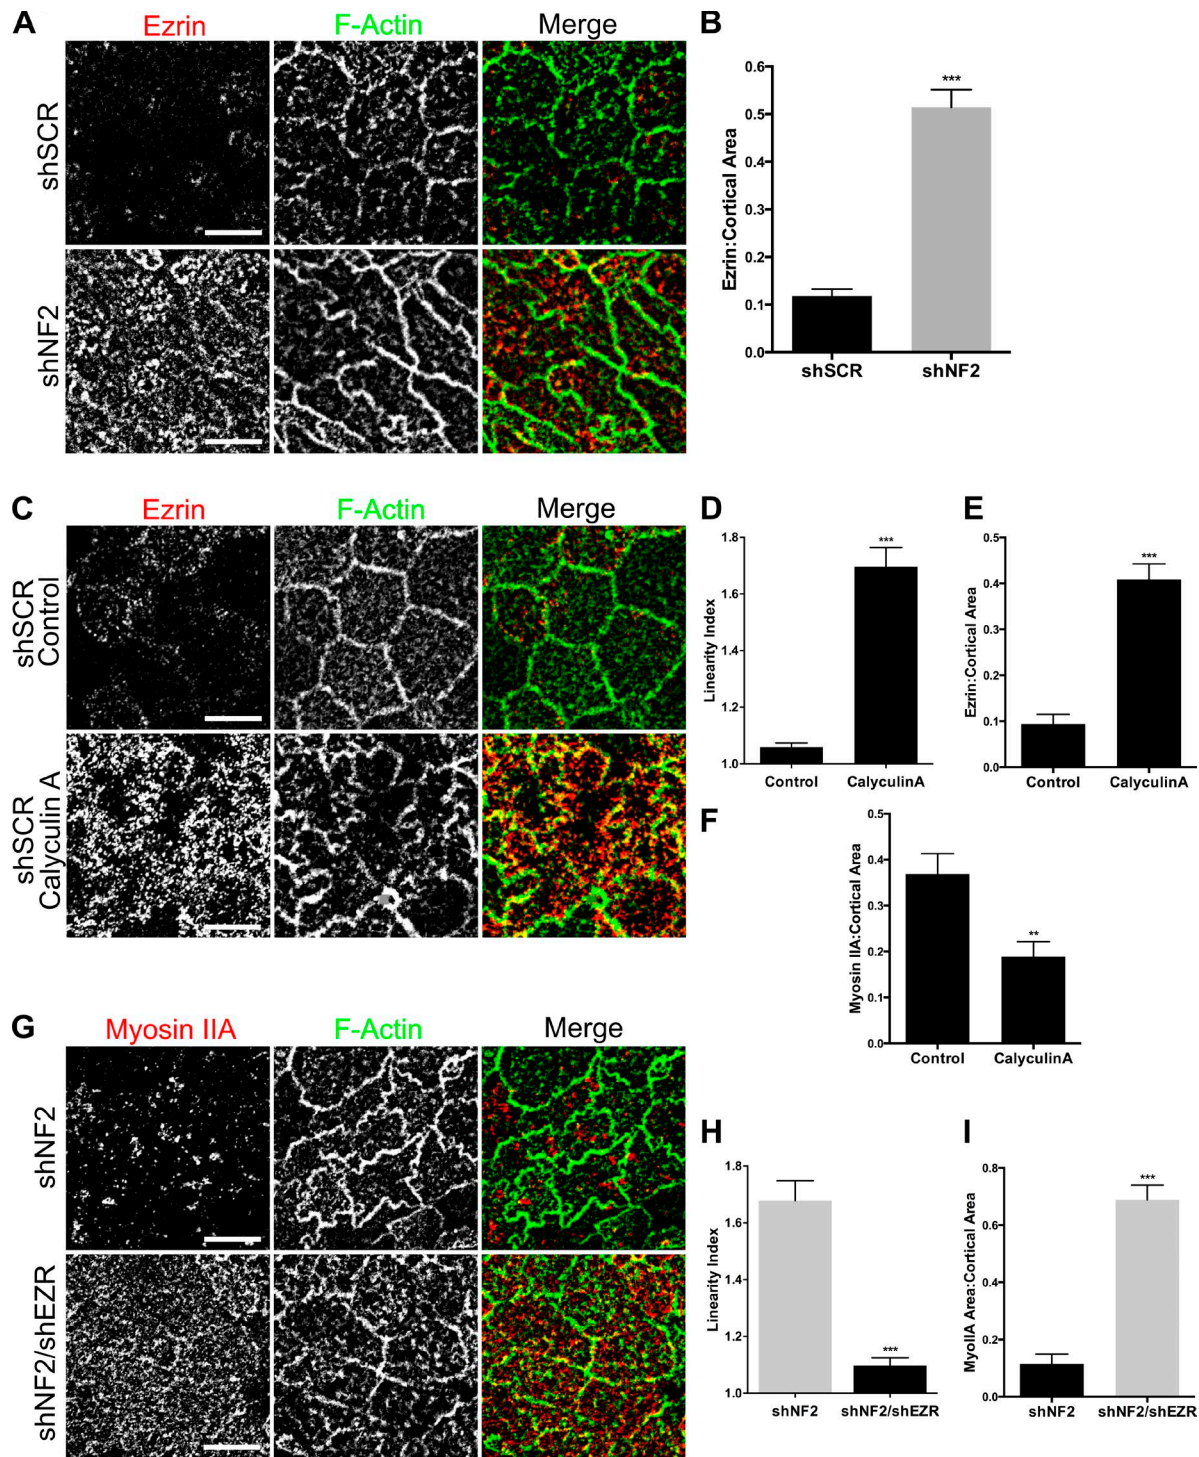 A
Ezrin
F-Actin
Merge
shSCR
shNF2
B
0.6
0.5
0.4
0.3
0.2
0.1
0.0
Ezrin:Cortical Area
***
shSCR
shNF2
C
Ezrin
F-Actin
Merge
shSCR
Control
shSCR
Calyculin A
D
1.8
1.6
1.4
1.2
1.0
Linearity Index
***
Control
CalyculinA
E
0.5
0.4
0.3
0.2
0.1
0.0
Ezrin:Cortical Area
***
Control
CalyculinA
F
0.5
0.4
0.3
0.2
0.1
0.0
Myosin IIA:Cortical Area
**
Control
CalyculinA
G
Myosin IIA
F-Actin
Merge
shNF2
shNF2/shEZR
H
1.8
1.6
1.4
1.2
1.0
Linearity Index
***
shNF2
shNF2/shEZR
I
0.8
0.6
0.4
0.2
0.0
MyoIIA Area:Cortical Area
***
shNF2
shNF2/shEZR